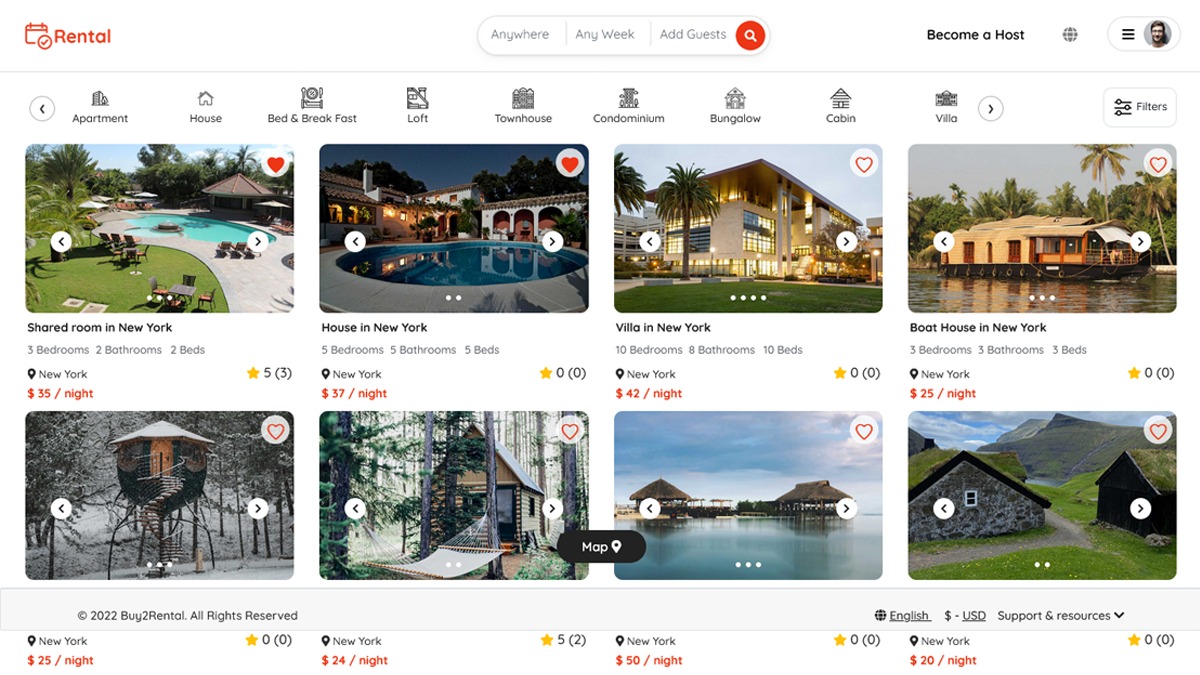 Rental
Anywhere Any Week Add Guests
Become a Host
Apartment House Bed & Break Fast Loft Townhouse Condominium Bungalow Cabin Villa
Filters
Shared room in New York
3 Bedrooms 2 Bathrooms 2 Beds
New York 5 (3)
$ 35 / night
House in New York
5 Bedrooms 5 Bathrooms 5 Beds
New York 0 (0)
$ 37 / night
Villa in New York
10 Bedrooms 8 Bathrooms 10 Beds
New York 0 (0)
$ 42 / night
Boat House in New York
3 Bedrooms 3 Bathrooms 3 Beds
New York 0 (0)
$ 25 / night
Map
© 2022 Buy2Rental. All Rights Reserved
English $ - USD Support & resources
New York 0 (0)
$ 25 / night
New York 5 (2)
$ 24 / night
New York 0 (0)
$ 50 / night
New York 0 (0)
$ 20 / night